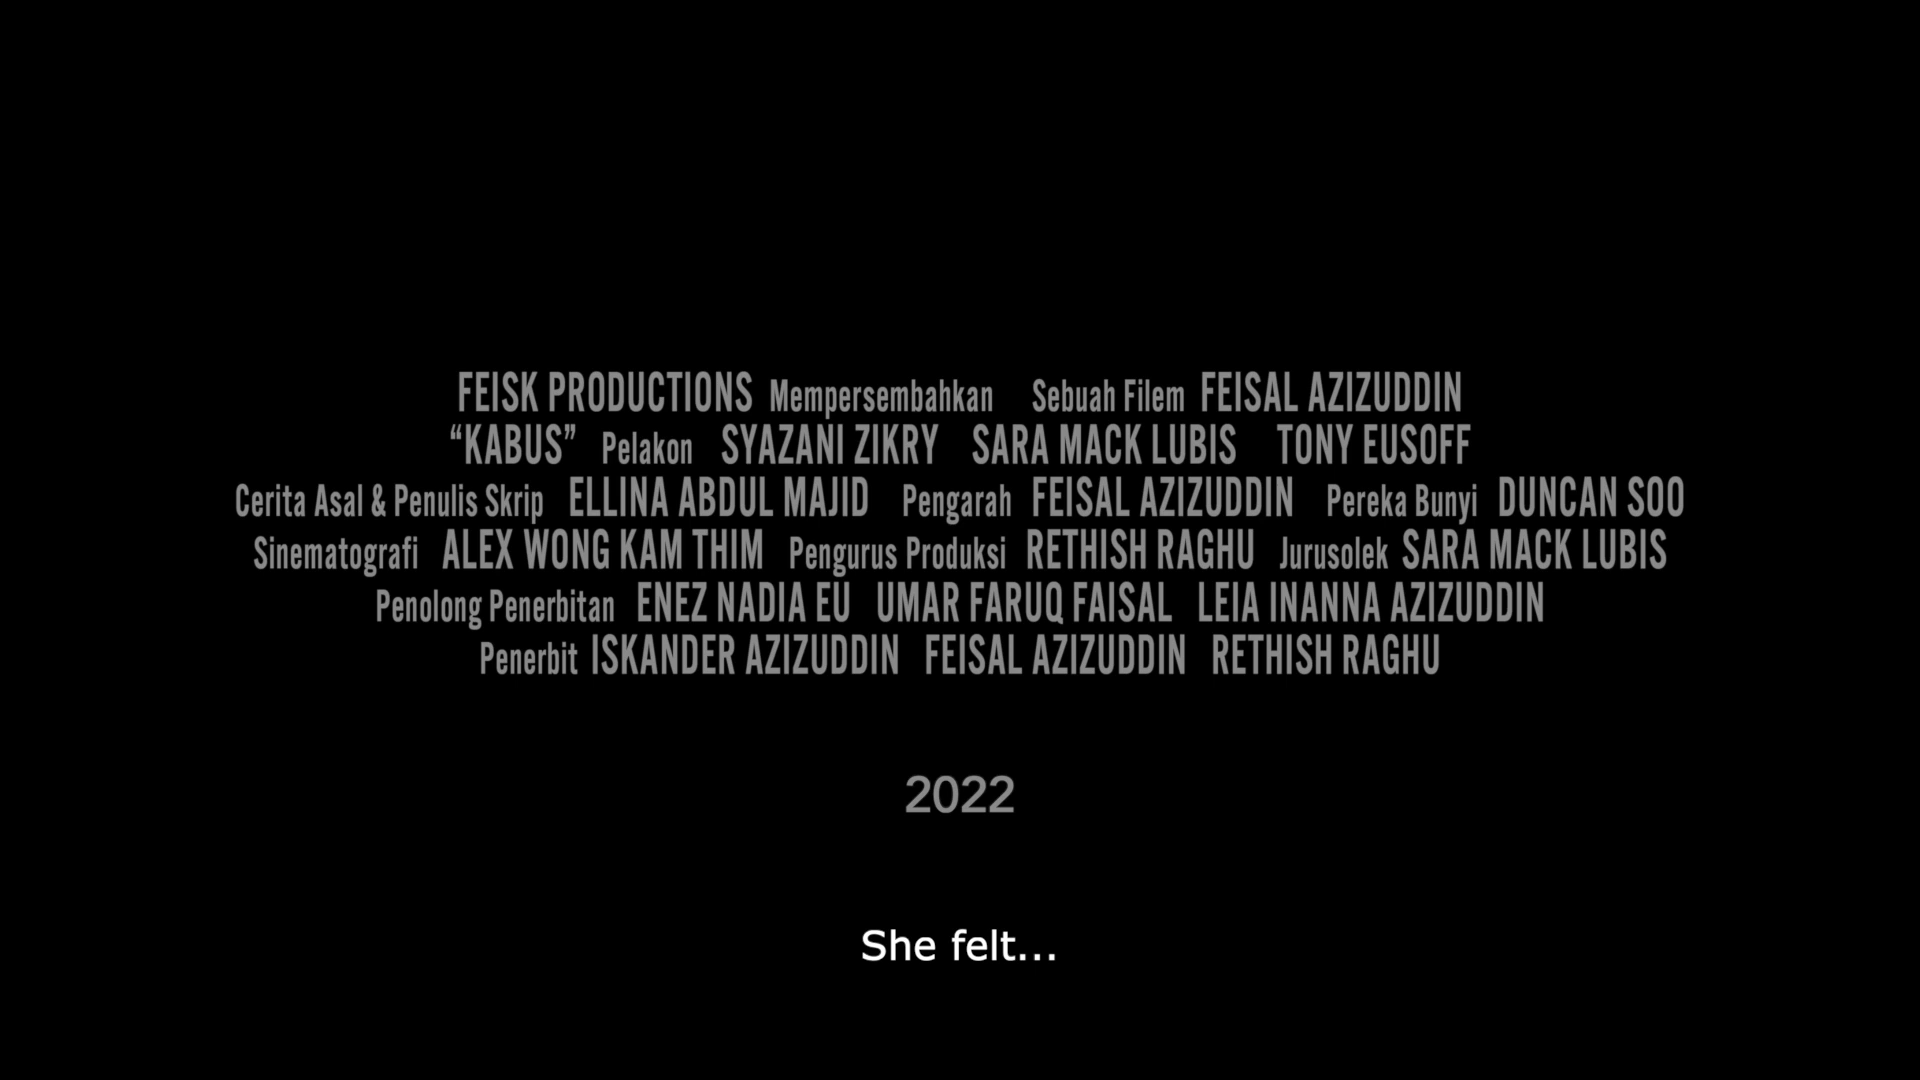 FEISK PRODUCTIONS Mempersembahkan Sebuah Filem FEISAL AZIZUDDIN
“KABUS” Pelakon SYAZANI ZIKRY SARA MACK LUBIS TONY EUSOFF
Cerita Asal & Penulis Skrip ELLINA ABDUL MAJID Pengarah FEISAL AZIZUDDIN Pereka Bunyi DUNCAN SOO
Sinematografi ALEX WONG KAM THIM Pengurus Produksi RETHISH RAGHU Jurusolek SARA MACK LUBIS
Penolong Penerbitan ENEZ NADIA EU UMAR FARUQ FAISAL LEIA INANNA AZIZUDDIN
Penerbit ISKANDER AZIZUDDIN FEISAL AZIZUDDIN RETHISH RAGHU
2022
She felt...